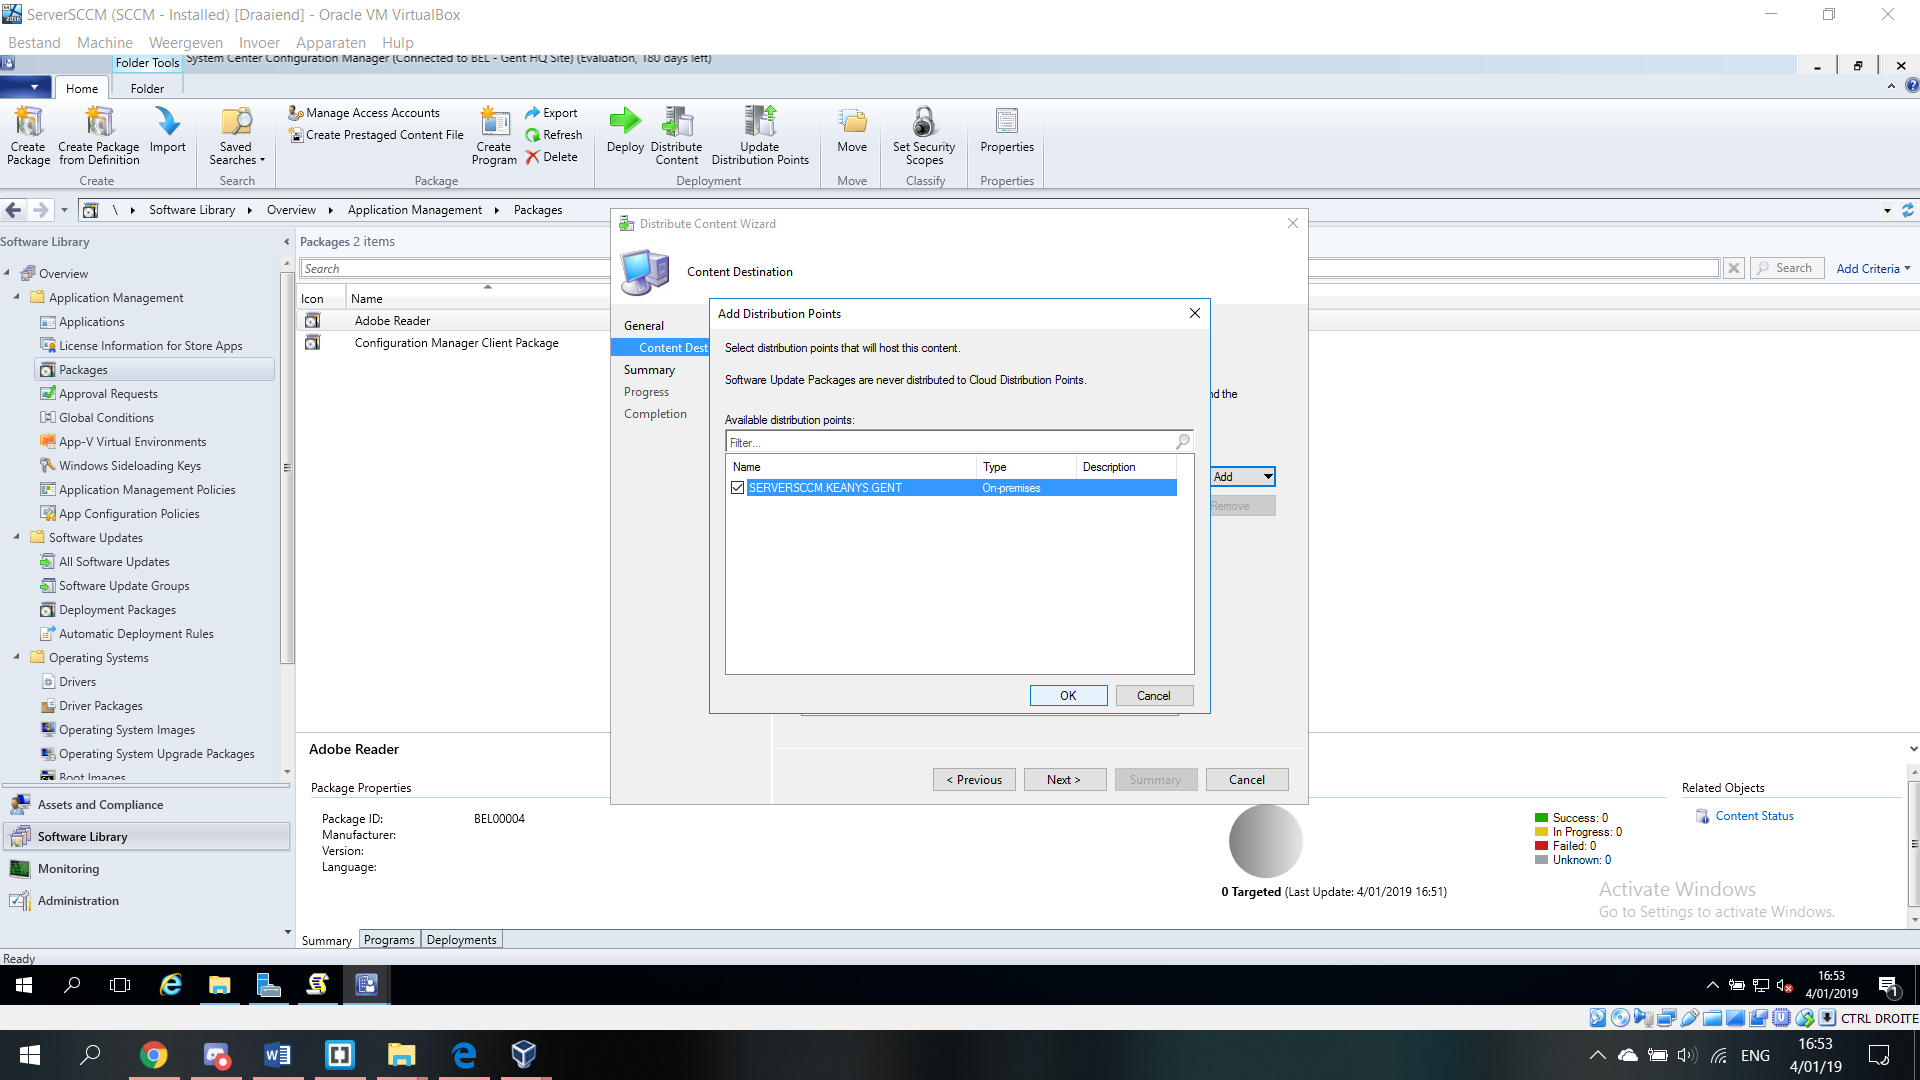 ServerSCCM (SCCM - Installed) [Draaiend] - Oracle VM VirtualBox
Bestand Machine Weergeven Invoer Apparaten Hulp
Folder Tools System Center Configuration Manager (Connected to BEL - Gent HQ Site) (Evaluation, 180 days left)
Home Folder
Create Package
Create Package from Definition
Import
Create
Saved Searches
Search
Manage Access Accounts
Create Prestaged Content File
Create Program
Export
Refresh
Delete
Package
Deploy
Distribute Content
Update Distribution Points
Deployment
Move
Move
Set Security Scopes
Classify
Properties
Properties
\ Software Library Overview Application Management Packages
Software Library
Overview
Application Management
Applications
License Information for Store Apps
Packages
Approval Requests
Global Conditions
App-V Virtual Environments
Windows Sideloading Keys
Application Management Policies
App Configuration Policies
Software Updates
All Software Updates
Software Update Groups
Deployment Packages
Automatic Deployment Rules
Operating Systems
Drivers
Driver Packages
Operating System Images
Operating System Upgrade Packages
Boot Images
Assets and Compliance
Software Library
Monitoring
Administration
Packages 2 items
Search
Search Add Criteria
Icon Name
Adobe Reader
Configuration Manager Client Package
Distribute Content Wizard
Content Destination
General
Content Dest
Summary
Progress
Completion
nd the
Add
Remove
Add Distribution Points
Select distribution points that will host this content.
Software Update Packages are never distributed to Cloud Distribution Points.
Available distribution points:
Filter...
Name Type Description
SERVERSCCM.KEANYS.GENT On-premises
OK Cancel
< Previous Next > Summary Cancel
Adobe Reader
Package Properties
Package ID: BEL00004
Manufacturer:
Version:
Language:
0 Targeted (Last Update: 4/01/2019 16:51)
Success: 0
In Progress: 0
Failed: 0
Unknown: 0
Related Objects
Content Status
Activate Windows
Go to Settings to activate Windows.
Summary Programs Deployments
Ready
16:53
4/01/2019
1
CTRL DROITE
ENG
16:53
4/01/19